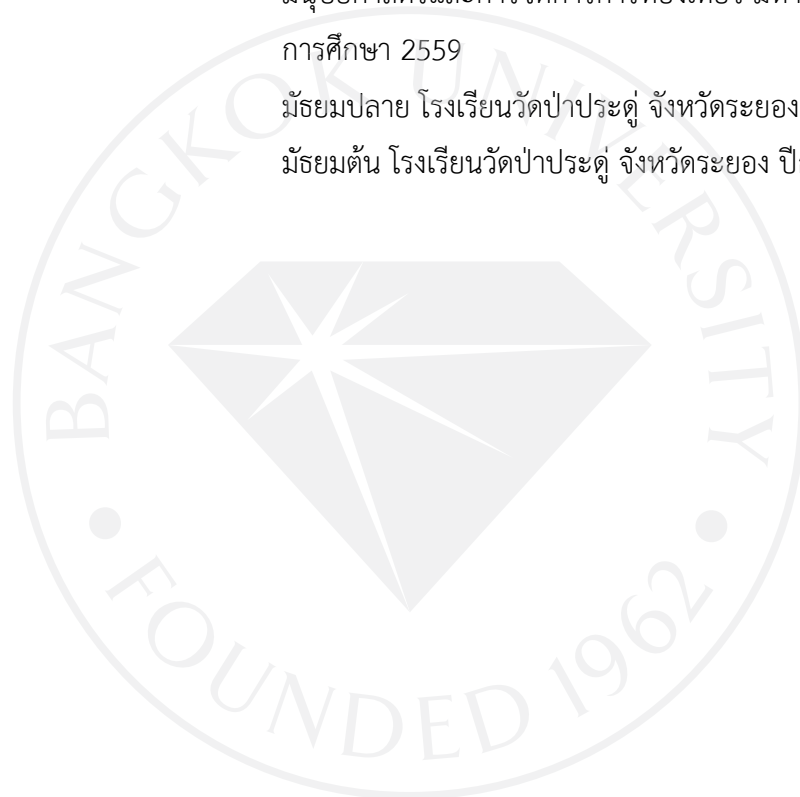 การศึกษา 2559
มัธยมปลาย โรงเรียนวัดป่าประดู่ จังหวัดระยอง
มัธยมต้น โรงเรียนวัดป่าประดู่ จังหวัดระยอง
BANGKOK UNIVERSITY
FOUNDED 1962